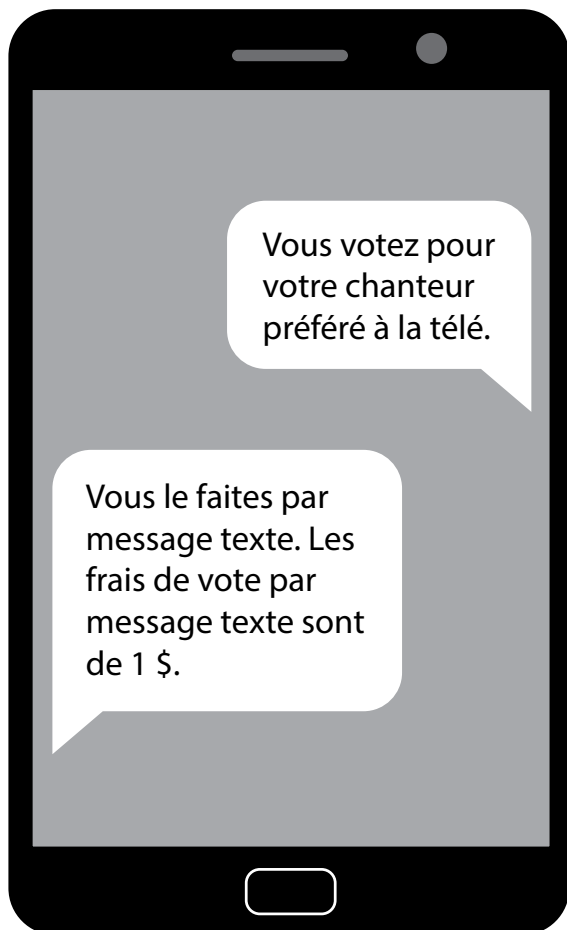 Vous votez pour
votre chanteur
préféré à la télé.
Vous le faites par
message texte. Les
frais de vote par
message texte sont
de 1 $.